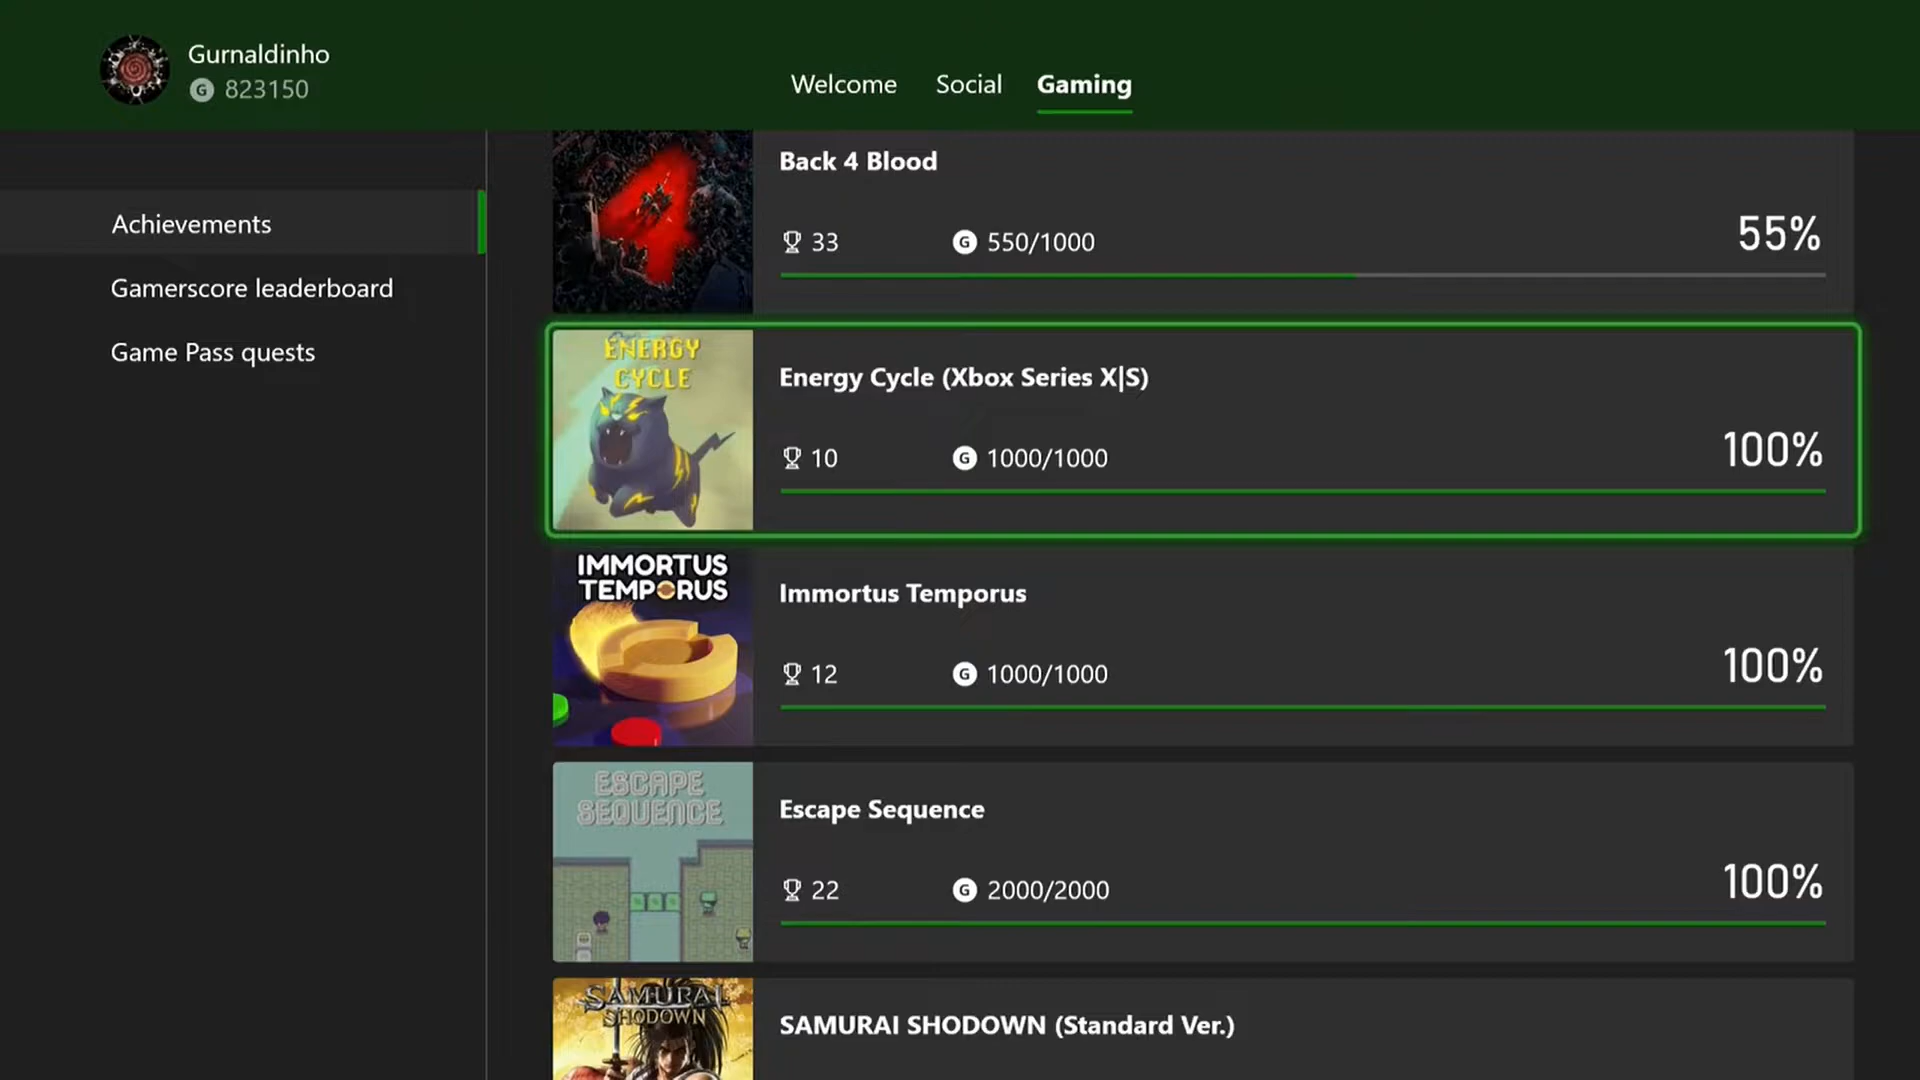 Gurnaldinho
G 823150
Welcome
Social
Gaming
Achievements
Gamerscore leaderboard
Game Pass quests
4
Back 4 Blood
33
G 550/1000
55%
ENERGY
CYCLE
Energy Cycle (Xbox Series X|S)
10
G 1000/1000
100%
IMMORTUS
TEMPORUS
Immortus Temporus
12
G 1000/1000
100%
ESCAPE
SEQUENCE
Escape Sequence
22
G 2000/2000
100%
SAMURAI
SHODOWN
SAMURAI SHODOWN (Standard Ver.)